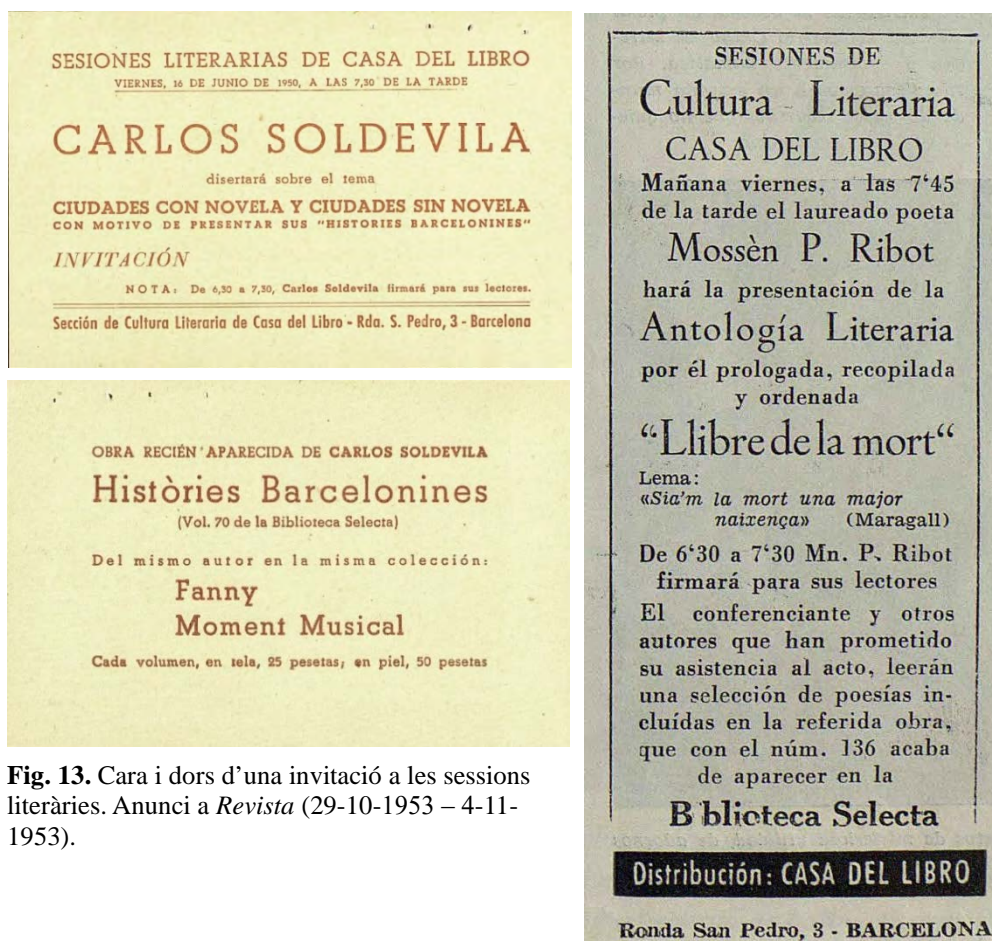 SESIONES LITERARIAS DE CASA DEL LIBRO
VIERNES, 16 DE JUNIO DE 1950, A LAS 7,30 DE LA TARDE
CARLOS SOLDEVILA
disertará sobre el tema
CIUDADES CON NOVELA Y CIUDADES SIN NOVELA
CON MOTIVO DE PRESENTAR SUS "HISTORIES BARCELONINES"
INVITACIÓN
NOTA: De 6,30 a 7,30, Carlos Soldevila firmará para sus lectores.
Sección de Cultura Literaria de Casa del Libro - Rda. S. Pedro, 3 - Barcelona
OBRA RECIÉN APARECIDA DE CARLOS SOLDEVILA
Històries Barcelonines
(Vol. 70 de la Biblioteca Selecta)
Del mismo autor en la misma colección:
Fanny
Moment Musical
Cada volumen, en tela, 25 pesetas; en piel, 50 pesetas
Fig. 13. Cara i dors d’una invitació a les sessions
literàries. Anunci a Revista (29-10-1953 – 4-11-
1953).
SESIONES DE
Cultura Literaria
CASA DEL LIBRO
Mañana viernes, a las 7‘45
de la tarde el laureado poeta
Mossèn P. Ribot
hará la presentación de la
Antología Literaria
por él prologada, recopilada
y ordenada
“Llibre de la mort“
Lema:
«Sia’m la mort una major
naixença» (Maragall)
De 6‘30 a 7‘30 Mn. P. Ribot
firmará para sus lectores
El conferenciante y otros
autores que han prometido
su asistencia al acto, leerán
una selección de poesías in-
cluídas en la referida obra,
que con el núm. 136 acaba
de aparecer en la
B blioteca Selecta
Distribución: CASA DEL LIBRO
Ronda San Pedro, 3 - BARCELONA